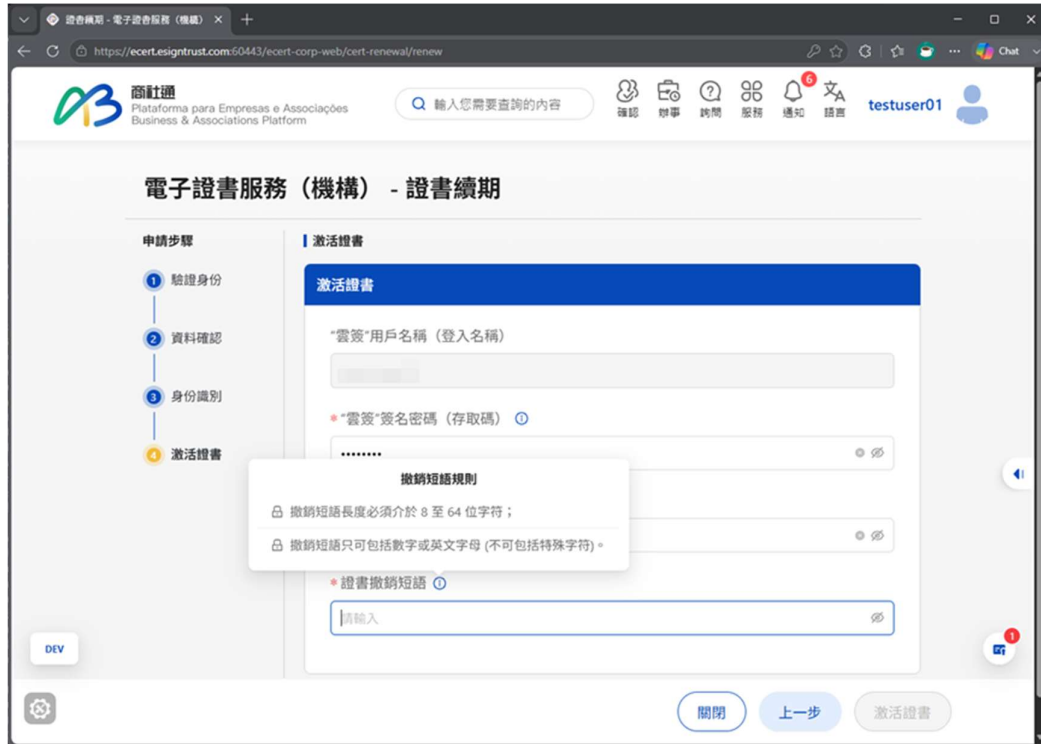 證書續期 - 電子證書服務（機構）
https://ecert.esigntrust.com:60443/ecert-corp-web/cert-renewal/renew
Chat
商社通
Plataforma para Empresas e Associações
Business & Associations Platform
輸入您需要查詢的內容
確認
辦事
詢問
服務
6
通知
語言
testuser01
電子證書服務（機構） - 證書續期
申請步驟
1 驗證身份
2 資料確認
3 身份識別
4 激活證書
激活證書
激活證書
“雲簽”用戶名稱（登入名稱）
*“雲簽”簽名密碼（存取碼）
••••••••
撤銷短語規則
撤銷短語長度必須介於 8 至 64 位字符；
撤銷短語只可包括數字或英文字母 (不可包括特殊字符)。
*證書撤銷短語
請輸入
DEV
1
關閉
上一步
激活證書